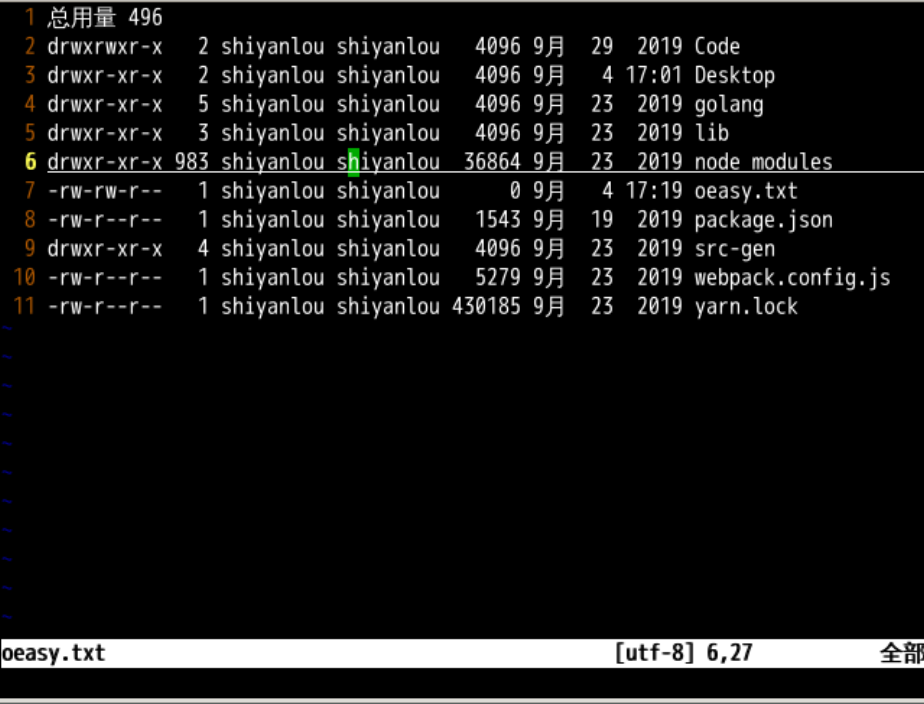 1 总用量 496
2 drwxrwxr-x   2 shiyanlou shiyanlou   4096 9月  29  2019 Code
3 drwxr-xr-x   2 shiyanlou shiyanlou   4096 9月   4 17:01 Desktop
4 drwxr-xr-x   5 shiyanlou shiyanlou   4096 9月  23  2019 golang
5 drwxr-xr-x   3 shiyanlou shiyanlou   4096 9月  23  2019 lib
6 drwxr-xr-x 983 shiyanlou shiyanlou  36864 9月  23  2019 node_modules
7 -rw-rw-r--   1 shiyanlou shiyanlou      0 9月   4 17:19 oeasy.txt
8 -rw-r--r--   1 shiyanlou shiyanlou   1543 9月  19  2019 package.json
9 drwxr-xr-x   4 shiyanlou shiyanlou   4096 9月  23  2019 src-gen
10 -rw-r--r--   1 shiyanlou shiyanlou   5279 9月  23  2019 webpack.config.js
11 -rw-r--r--   1 shiyanlou shiyanlou 430185 9月  23  2019 yarn.lock
~
~
~
~
~
~
~
~
~
~
~
oeasy.txt [utf-8] 6,27 全部